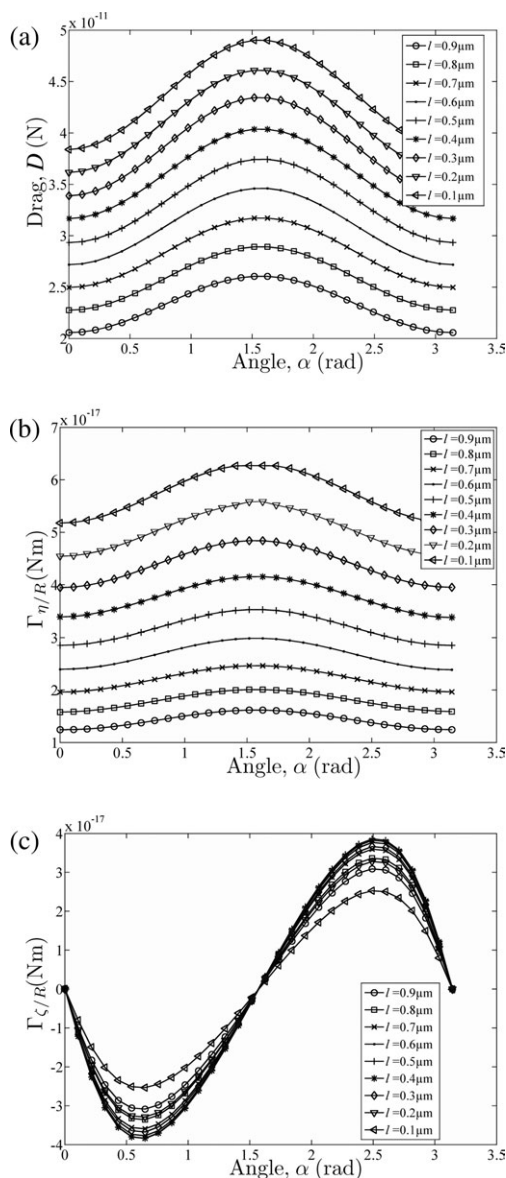 (a)
x 10⁻¹¹
5
4.5
4
3.5
3
2.5
2
Drag, D (N)
l =0.9µm
l =0.8µm
l =0.7µm
l =0.6µm
l =0.5µm
l =0.4µm
l =0.3µm
l =0.2µm
l =0.1µm
0 0.5 1 1.5 2 2.5 3 3.5
Angle, α (rad)
(b)
x 10⁻¹⁷
7
6
5
4
3
2
1
Γη/R(Nm)
l =0.9µm
l =0.8µm
l =0.7µm
l =0.6µm
l =0.5µm
l =0.4µm
l =0.3µm
l =0.2µm
l =0.1µm
0 0.5 1 1.5 2 2.5 3 3.5
Angle, α (rad)
(c)
x 10⁻¹⁷
4
3
2
1
0
-1
-2
-3
-4
Γζ/R(Nm)
l =0.9µm
l =0.8µm
l =0.7µm
l =0.6µm
l =0.5µm
l =0.4µm
l =0.3µm
l =0.2µm
l =0.1µm
0 0.5 1 1.5 2 2.5 3 3.5
Angle, α (rad)